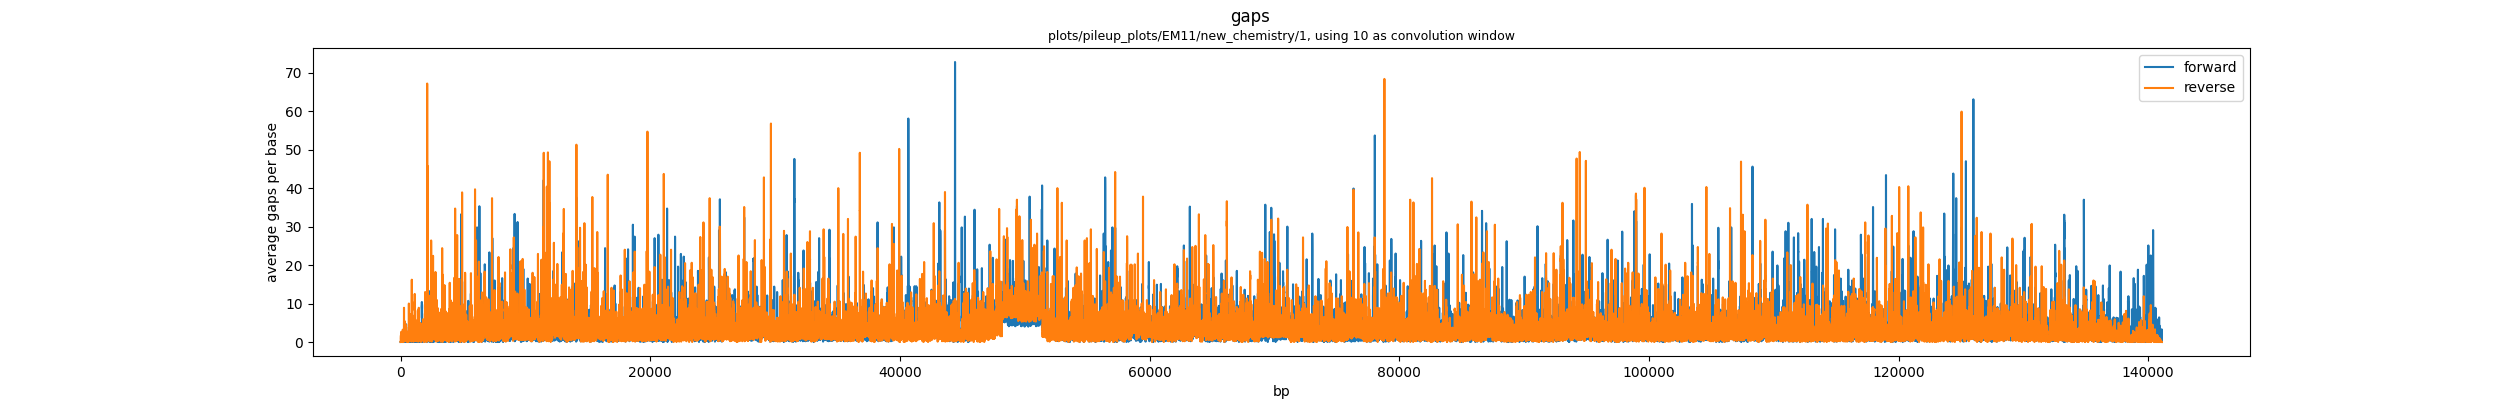 gaps
plots/pileup_plots/EM11/new_chemistry/1, using 10 as convolution window
average gaps per base
70
60
50
40
30
20
10
0
forward
reverse
0 20000 40000 60000 80000 100000 120000 140000
bp